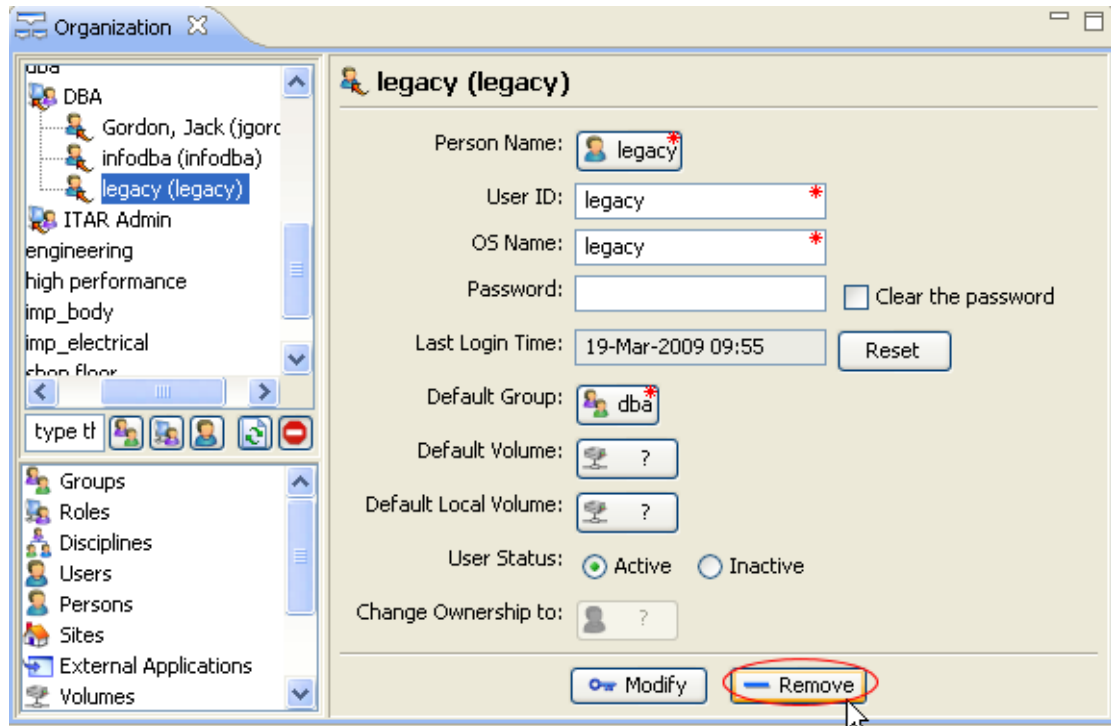 Organization
dba
DBA
Gordon, Jack (jgord
infodba (infodba)
legacy (legacy)
ITAR Admin
engineering
high performance
imp_body
imp_electrical
shop floor
type th
Groups
Roles
Disciplines
Users
Persons
Sites
External Applications
Volumes
legacy (legacy)
Person Name: legacy*
User ID: legacy *
OS Name: legacy *
Password: Clear the password
Last Login Time: 19-Mar-2009 09:55 Reset
Default Group: dba*
Default Volume: ?
Default Local Volume: ?
User Status: Active Inactive
Change Ownership to: ?
Modify Remove